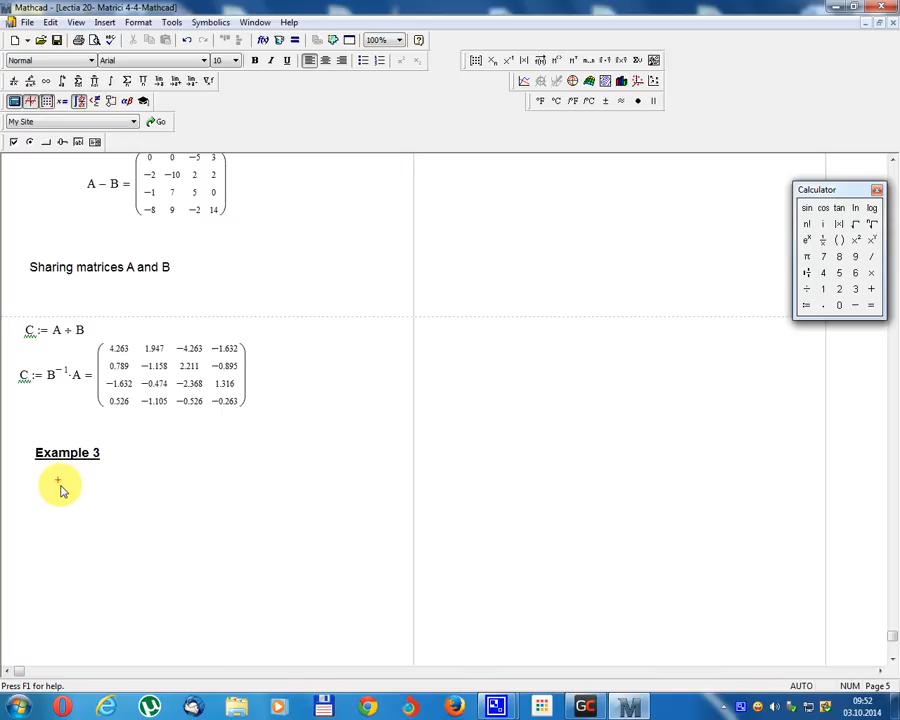 Mathcad - [Lectia 20- Matrici 4-4-Mathcad]
File Edit View Insert Format Tools Symbolics Window Help
100%
Normal Arial 10 B I U
My Site Go
°F °C °F °C ± ≈ • ||
A − B =
0 0 −5 3
−2 −10 2 2
−1 7 5 0
−8 9 −2 14
Sharing matrices A and B
C := A ÷ B
C := B⁻¹·A =
4.263 1.947 −4.263 −1.632
0.789 −1.158 2.211 −0.895
−1.632 −0.474 −2.368 1.316
0.526 −1.105 −0.526 −0.263
Example 3
Calculator
sin cos tan ln log
n! i |×| √ ⁿ√
eˣ 1/x ( ) x² xʸ
π 7 8 9 /
4 5 6 ×
÷ 1 2 3 +
:= . 0 − =
Press F1 for help.
AUTO NUM Page 5
09:52
03.10.2014